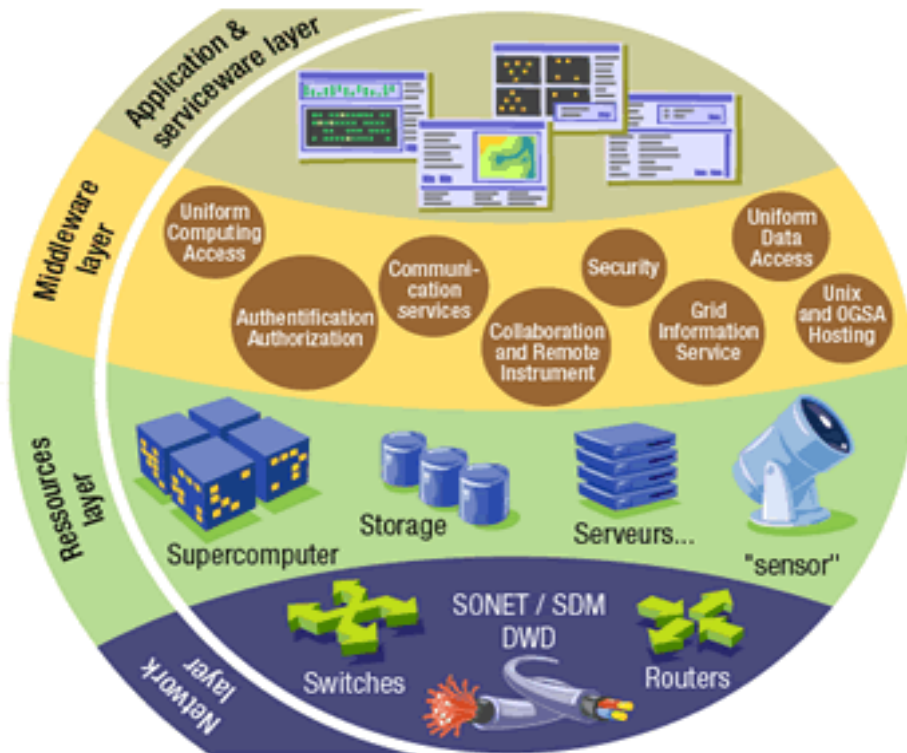 Application &
serviceware layer
Middleware
layer
Uniform
Computing
Access
Authentification
Authorization
Communi-
cation
services
Collaboration
and Remote
Instrument
Security
Grid
Information
Service
Uniform
Data
Access
Unix
and OGSA
Hosting
Ressources
layer
Supercomputer
Storage
Serveurs...
"sensor"
Network
layer
Switches
SONET / SDM
DWD
Routers